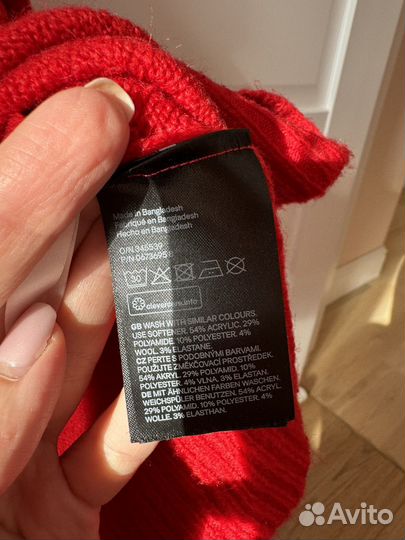 Made in Bangladesh
Fabriqué en Bangladesh
Hecho en Bangladesh
O/N 345539
30
clevercare.info
GB WASH WITH SIMILAR COLOURS.
USE SOFTENER. 54% ACRYLIC. 29%
POLYAMIDE. 10% POLYESTER. 4%
WOOL. 3% ELASTANE.
CZ PERTE S PODOBNÝMI BARVAMI.
POUŽIJTE ZMĚKČOVACÍ PROSTŘEDEK.
54% AKRYL. 29% POLYAMID. 10%
POLYESTER. 4% VLNA. 3% ELASTAN.
DE MIT ÄHNLICHEN FARBEN WASCHEN.
WEICHSPÜLER BENUTZEN. 54% ACRYL.
29% POLYAMID. 10% POLYESTER. 4%
WOLLE. 3% ELASTHAN.
Avito